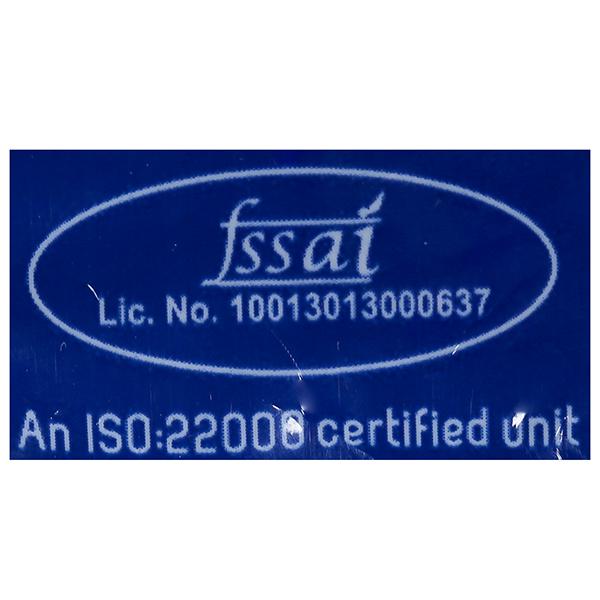 fssai
Lic. No. 10013013000637
An ISO:22000 certified unit